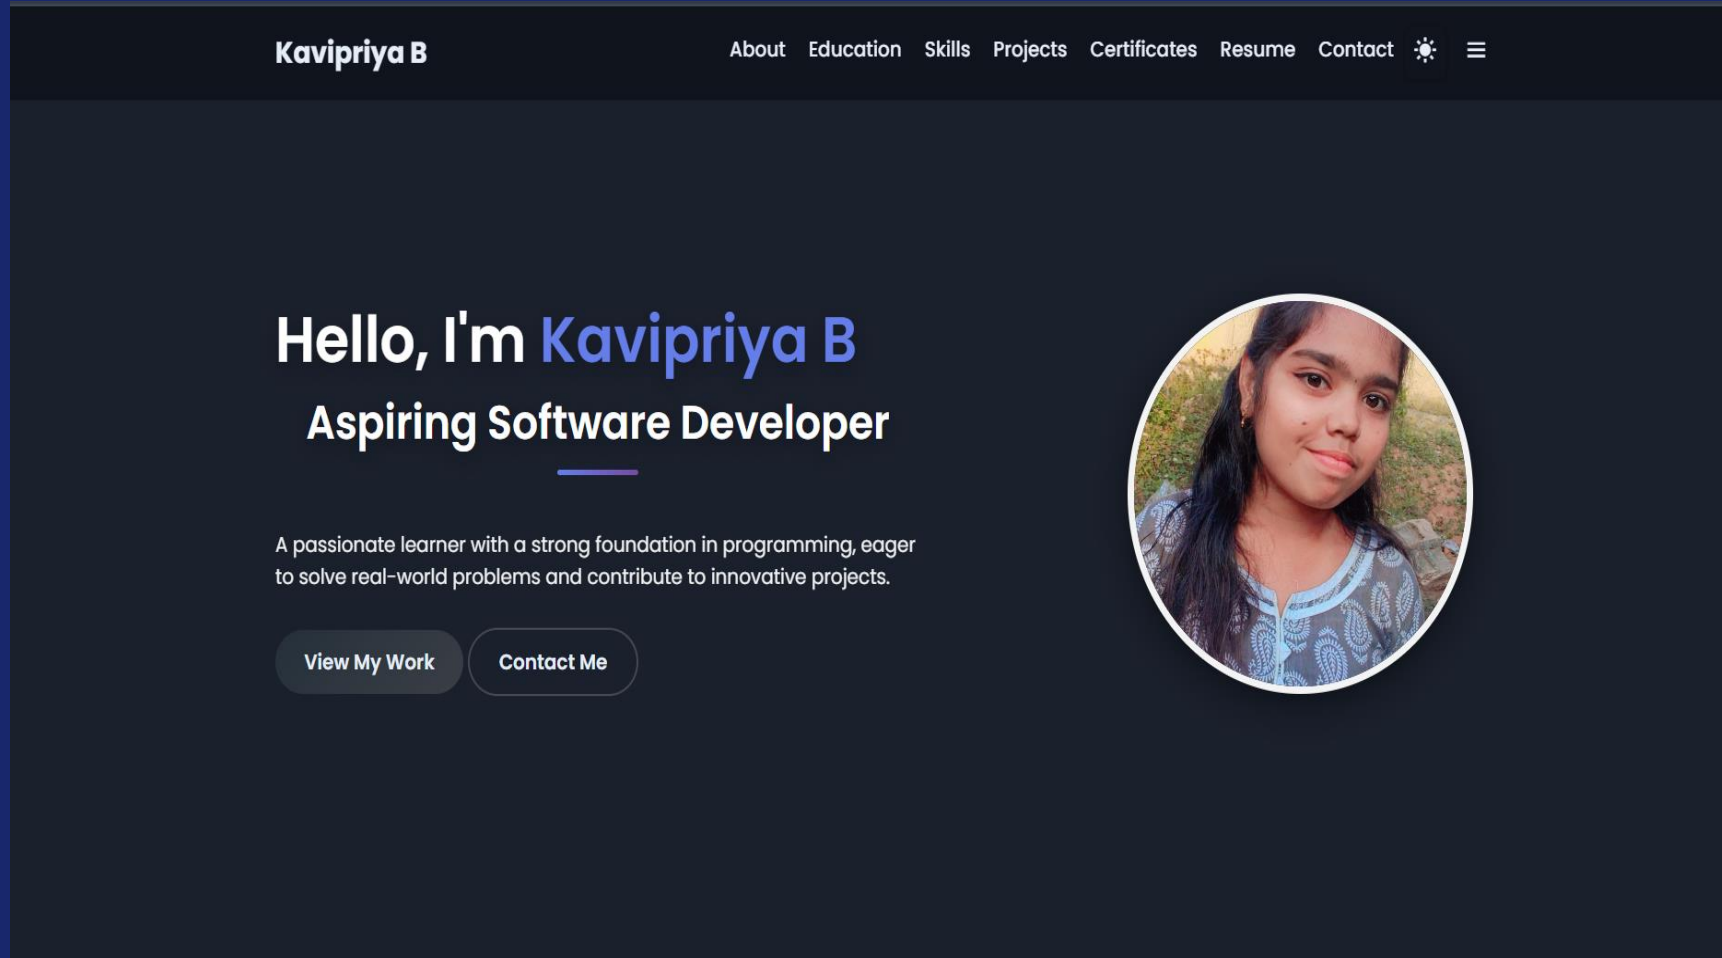 Kavipriya B
About Education Skills Projects Certificates Resume Contact
Hello, I'm Kavipriya B
Aspiring Software Developer
A passionate learner with a strong foundation in programming, eager
to solve real-world problems and contribute to innovative projects.
View My Work
Contact Me